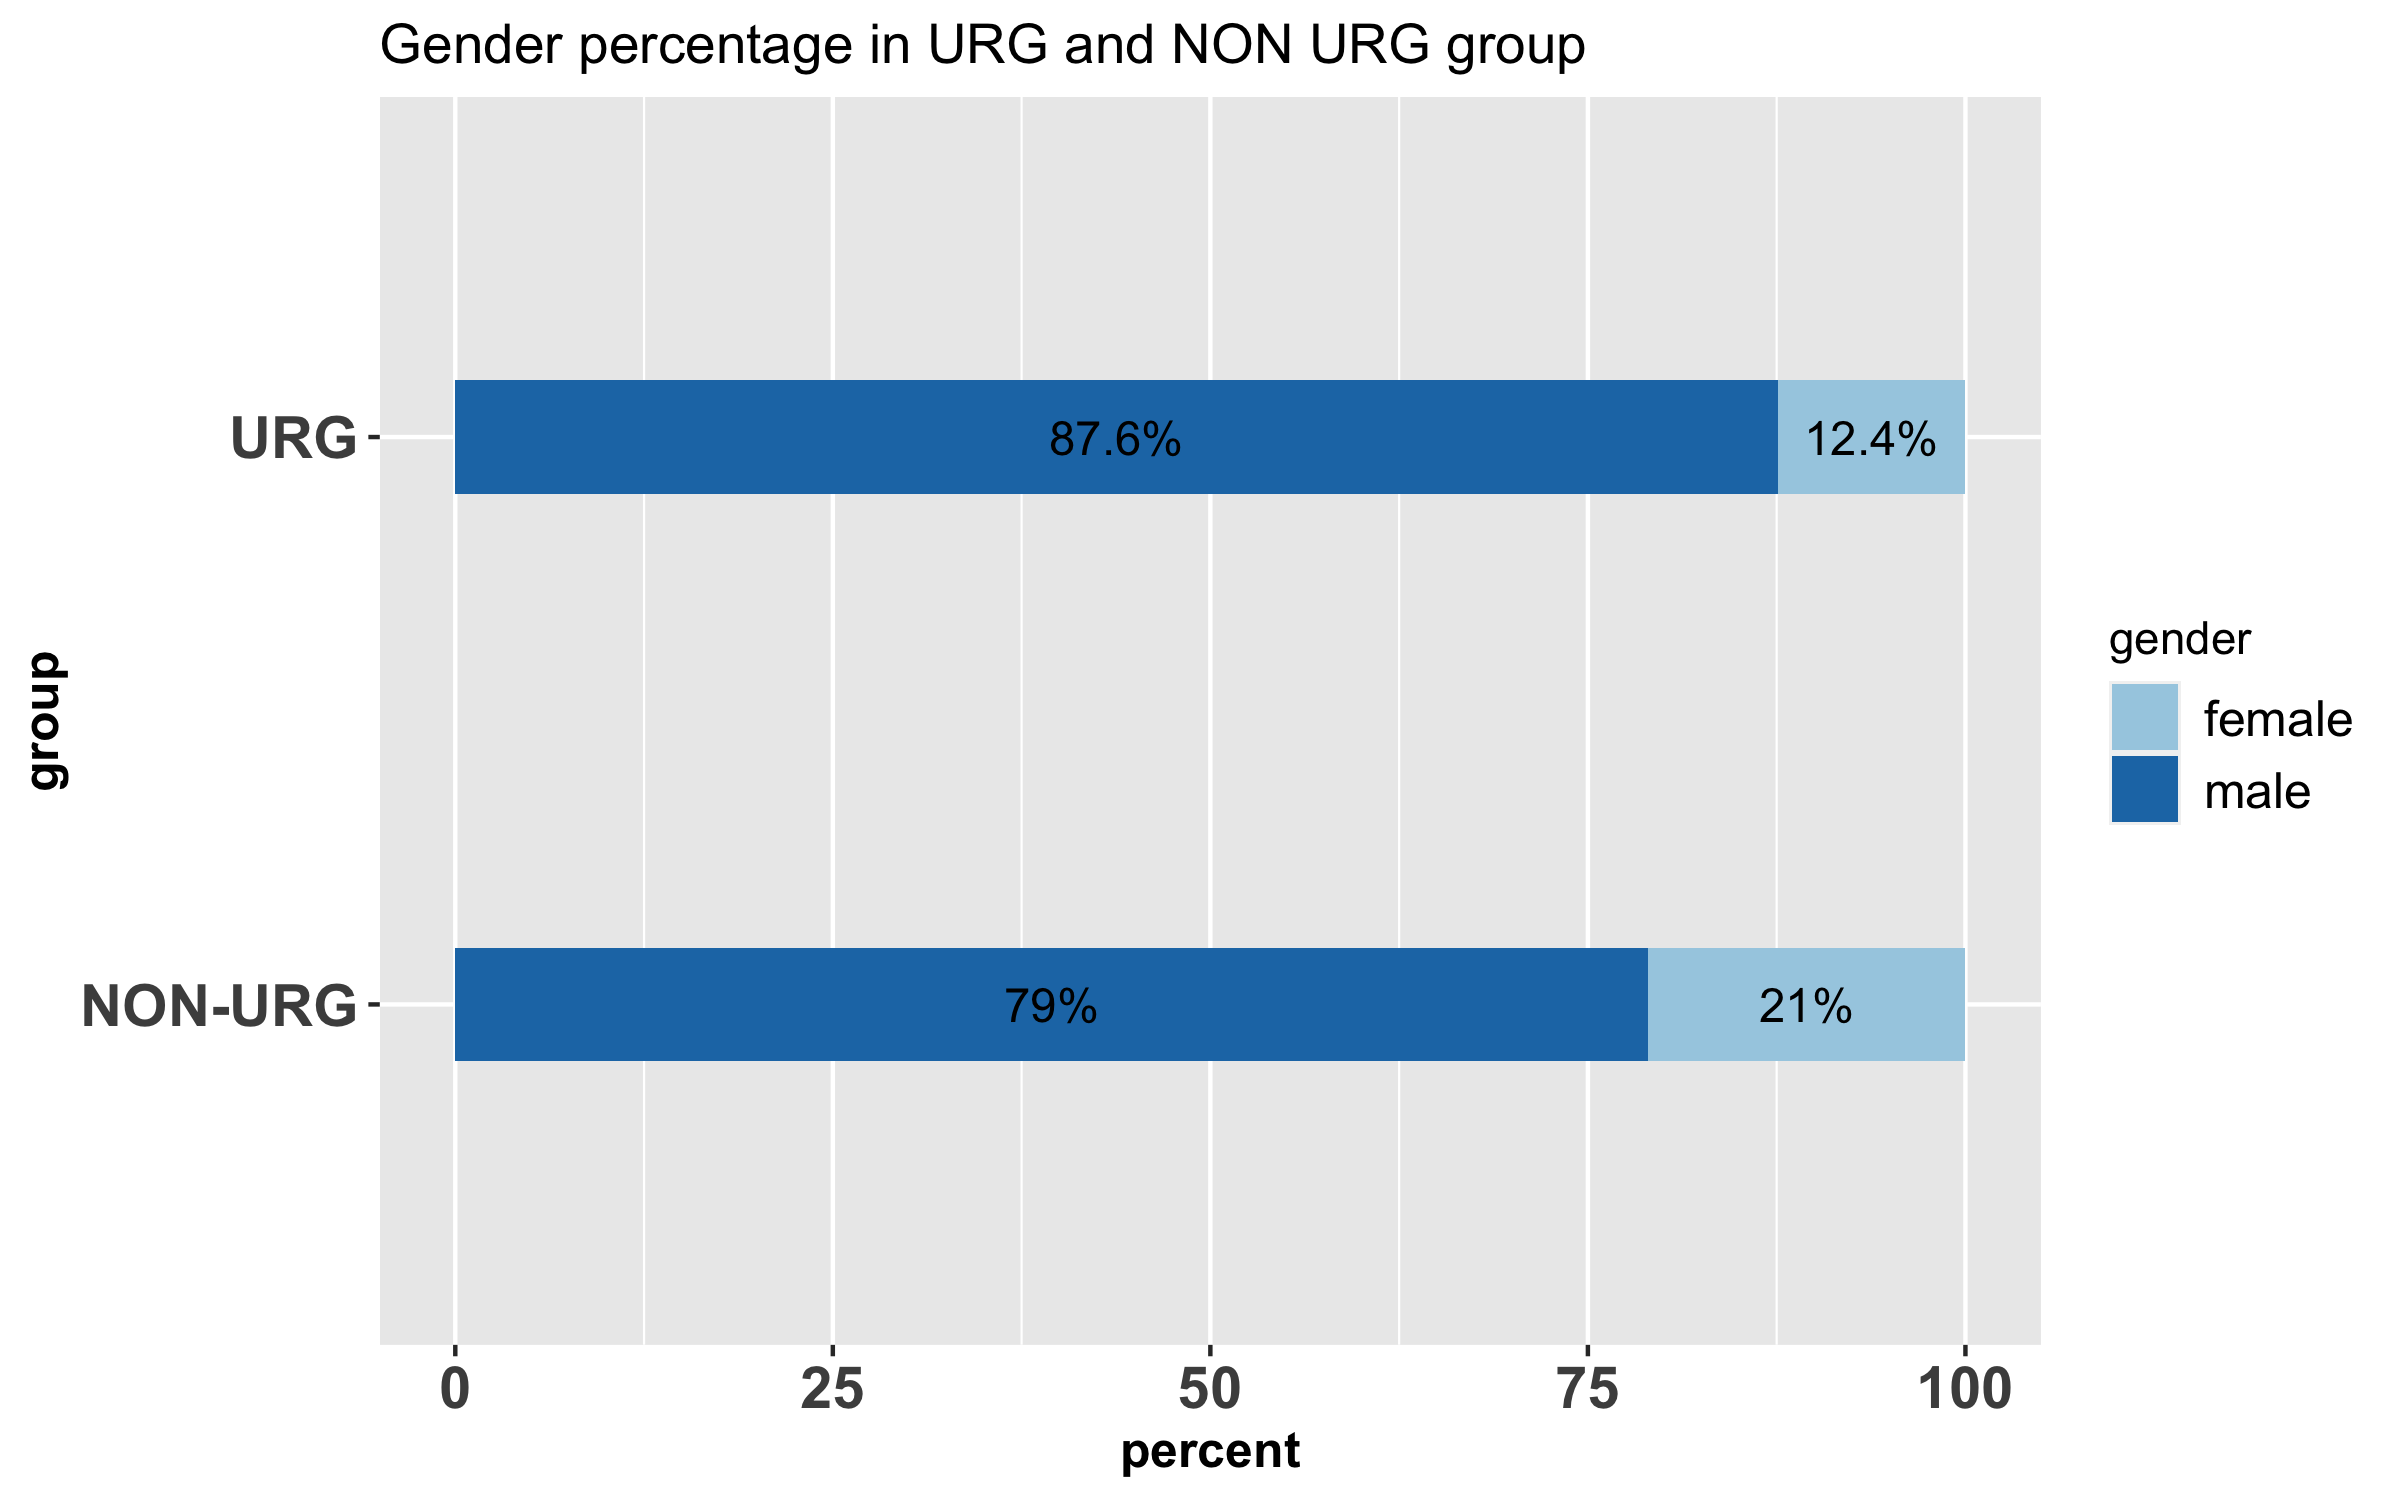 Gender percentage in URG and NON URG group
URG
87.6%
12.4%
group
gender
female
male
NON-URG
79%
21%
0
25
50
75
100
percent